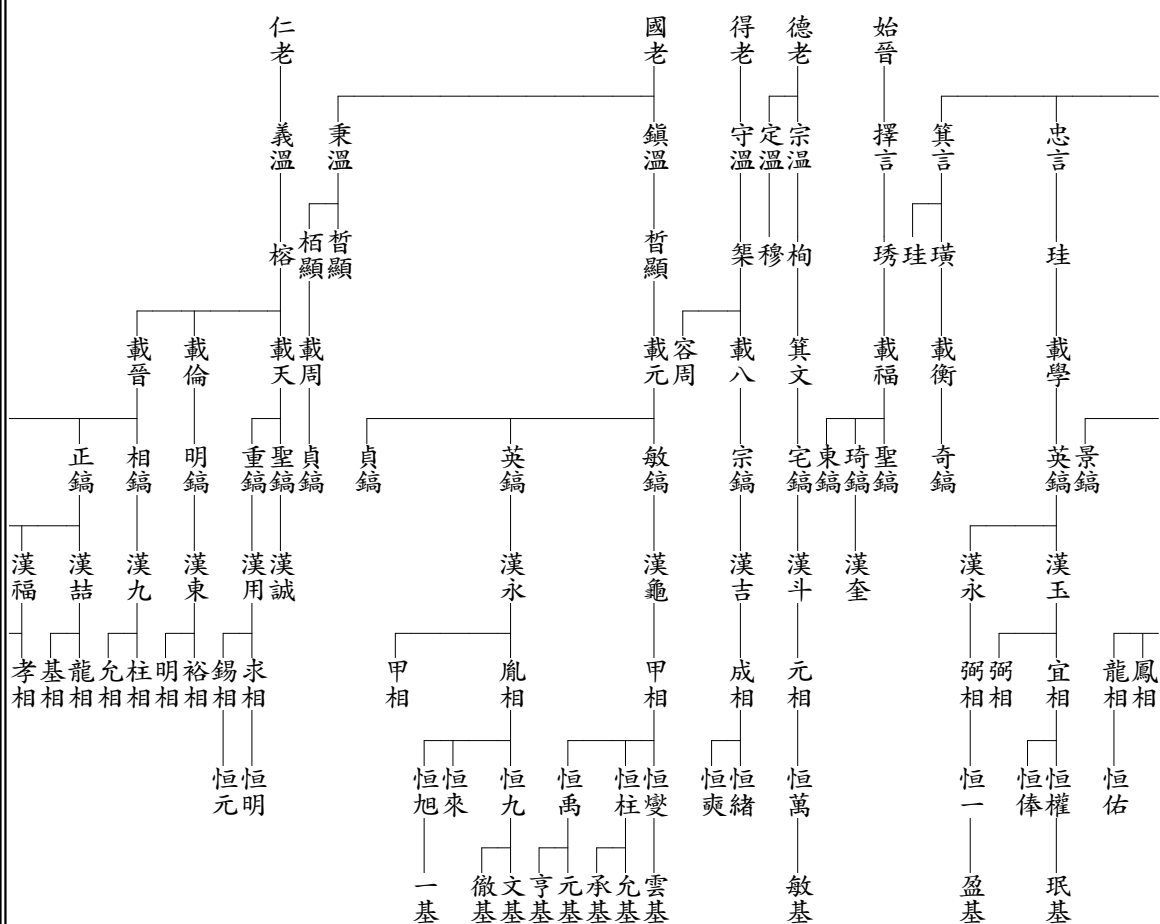 始晉 德老 得老 國老 仁老
忠言 箕言 擇言 宗温 定溫 守溫 鎭溫 秉溫 義溫
珪 璜 珪 琇 栒 穆 榘 晳顯 晳顯 栢顯 榕
載學 載衡 載福 箕文 載八 容周 載元 載周 載天 載倫 載晉
景鎬 英鎬 奇鎬 聖鎬 琦鎬 東鎬 宅鎬 宗鎬 敏鎬 英鎬 貞鎬 貞鎬 聖鎬 重鎬 明鎬 相鎬 正鎬
漢玉 漢永 漢奎 漢斗 漢吉 漢龜 漢永 漢誠 漢用 漢東 漢九 漢喆 漢福
鳳相 龍相 宜相 弼相 弼相 元相 成相 甲相 胤相 甲相 求相 錫相 裕相 明相 柱相 允相 龍相 基相 孝相
恒佑 恒權 恒俸 恒一 恒萬 恒緖 恒奭 恒燮 恒柱 恒禹 恒九 恒來 恒旭 恒明 恒元
珉基 盈基 敏基 雲基 允基 承基 元基 亨基 文基 徹基 一基